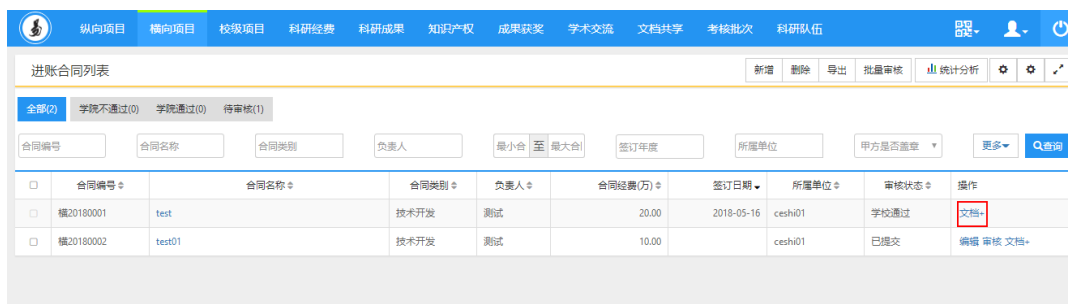 纵向项目 横向项目 校级项目 科研经费 科研成果 知识产权 成果获奖 学术交流 文档共享 考核批次 科研队伍
进账合同列表 新增 删除 导出 批量审核 统计分析
全部(2) 学院不通过(0) 学院通过(0) 待审核(1)
合同编号 合同名称 合同类别 负责人 最小合 至 最大合 签订年度 所属单位 甲方是否盖章 更多 查询
合同编号 合同名称 合同类别 负责人 合同经费(万) 签订日期 所属单位 审核状态 操作
横20180001 test 技术开发 测试 20.00 2018-05-16 ceshi01 学校通过 文档+
横20180002 test01 技术开发 测试 10.00 ceshi01 已提交 编辑 审核 文档+